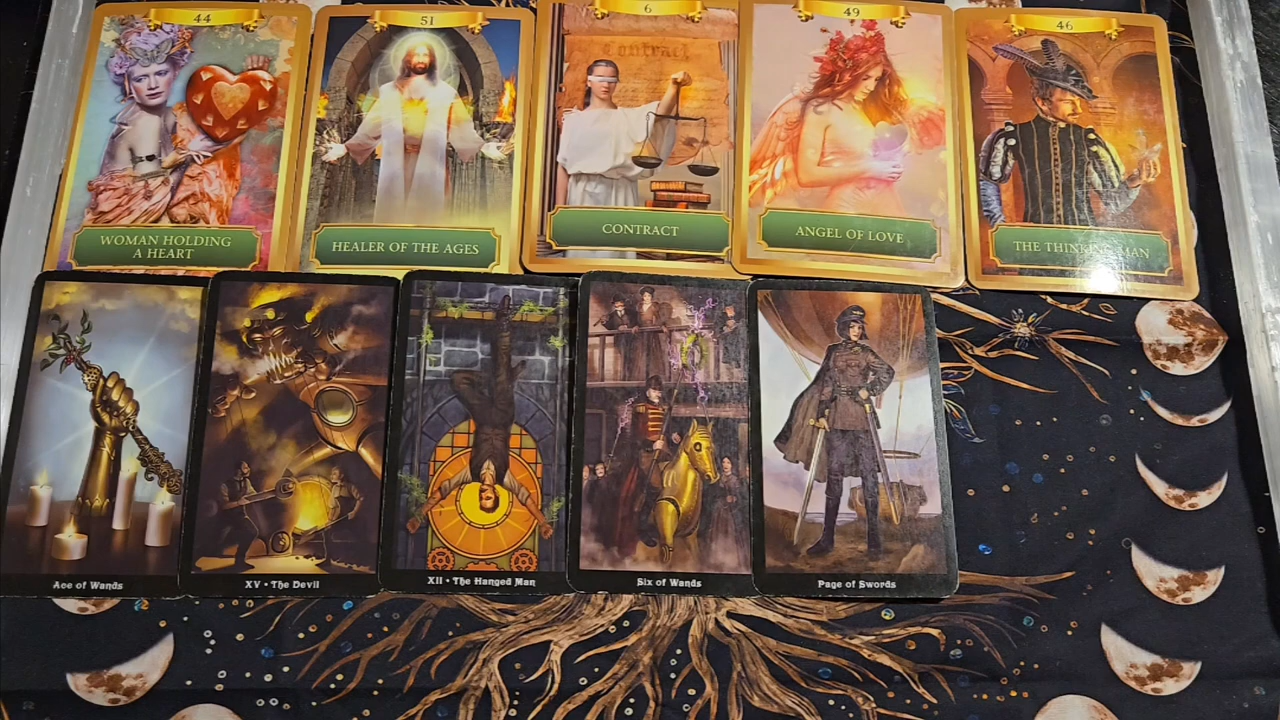 44
WOMAN HOLDING
A HEART
51
HEALER OF THE AGES
6
Contract
CONTRACT
49
ANGEL OF LOVE
46
THE THINKING MAN
Ace of Wands
XV • The Devil
XII • The Hanged Man
Six of Wands
Page of Swords